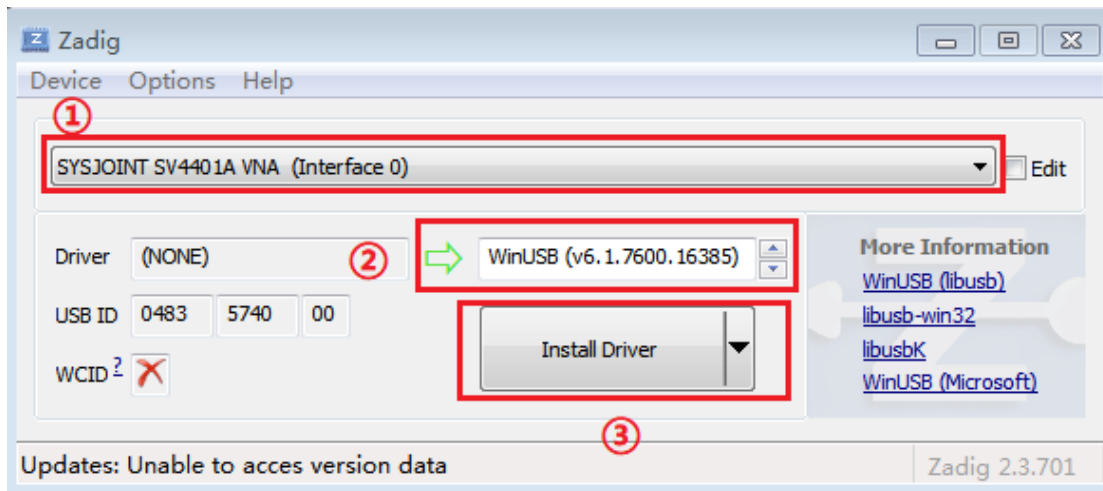 Zadig
Device Options Help
①
SYSJOINT SV4401A VNA (Interface 0)
Edit
Driver (NONE) ② WinUSB (v6.1.7600.16385)
USB ID 0483 5740 00
WCID ?
Install Driver
③
More Information
WinUSB (libusb)
libusb-win32
libusbK
WinUSB (Microsoft)
Updates: Unable to acces version data
Zadig 2.3.701